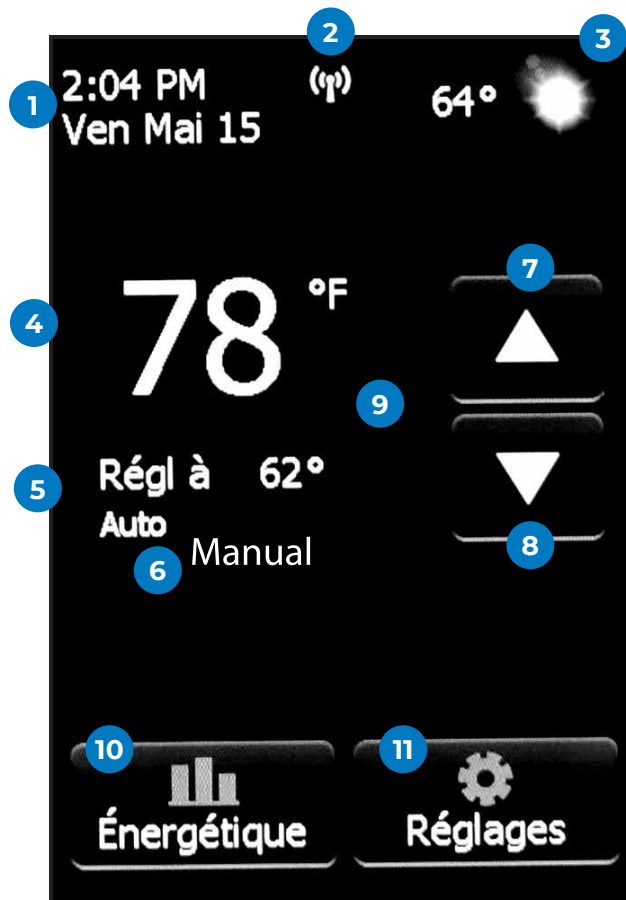 2
3
1
2:04 PM
64°
Ven Mai 15
7
4
78 °F
9
5
Régl à 62°
Auto
6
Manual
8
10
11
Énergétique
Réglages